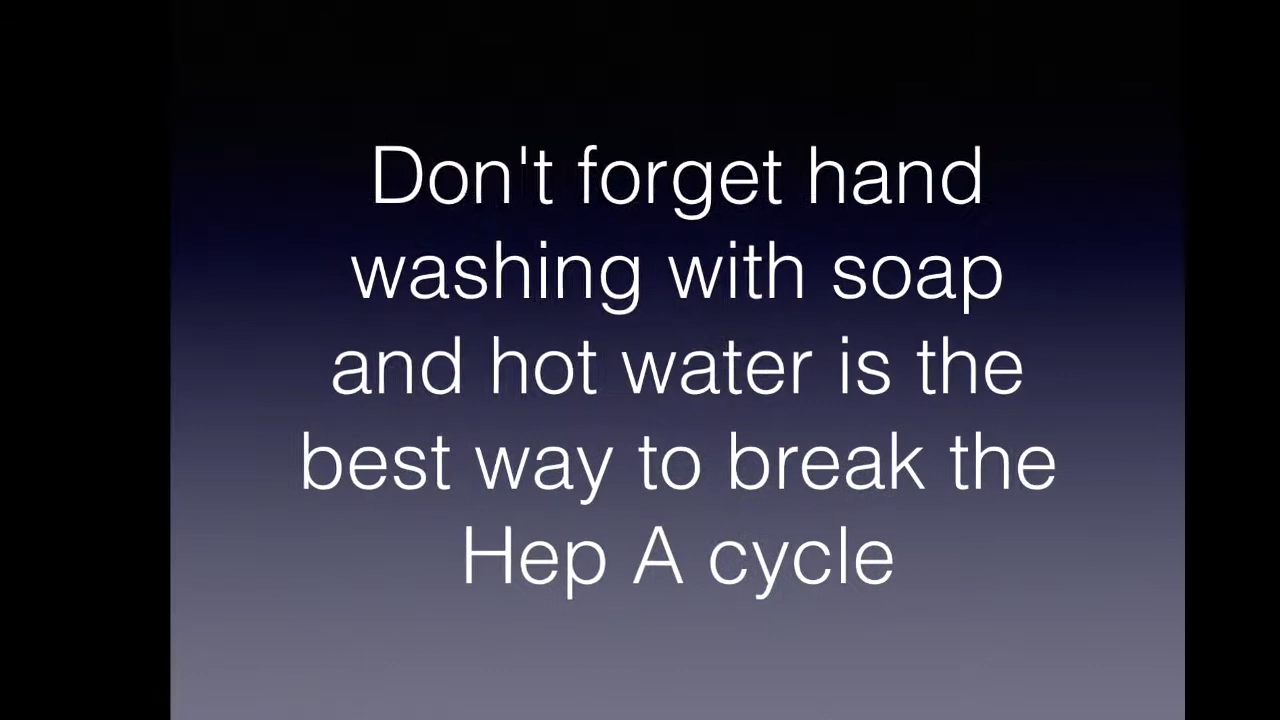 Don't forget hand
washing with soap
and hot water is the
best way to break the
Hep A cycle